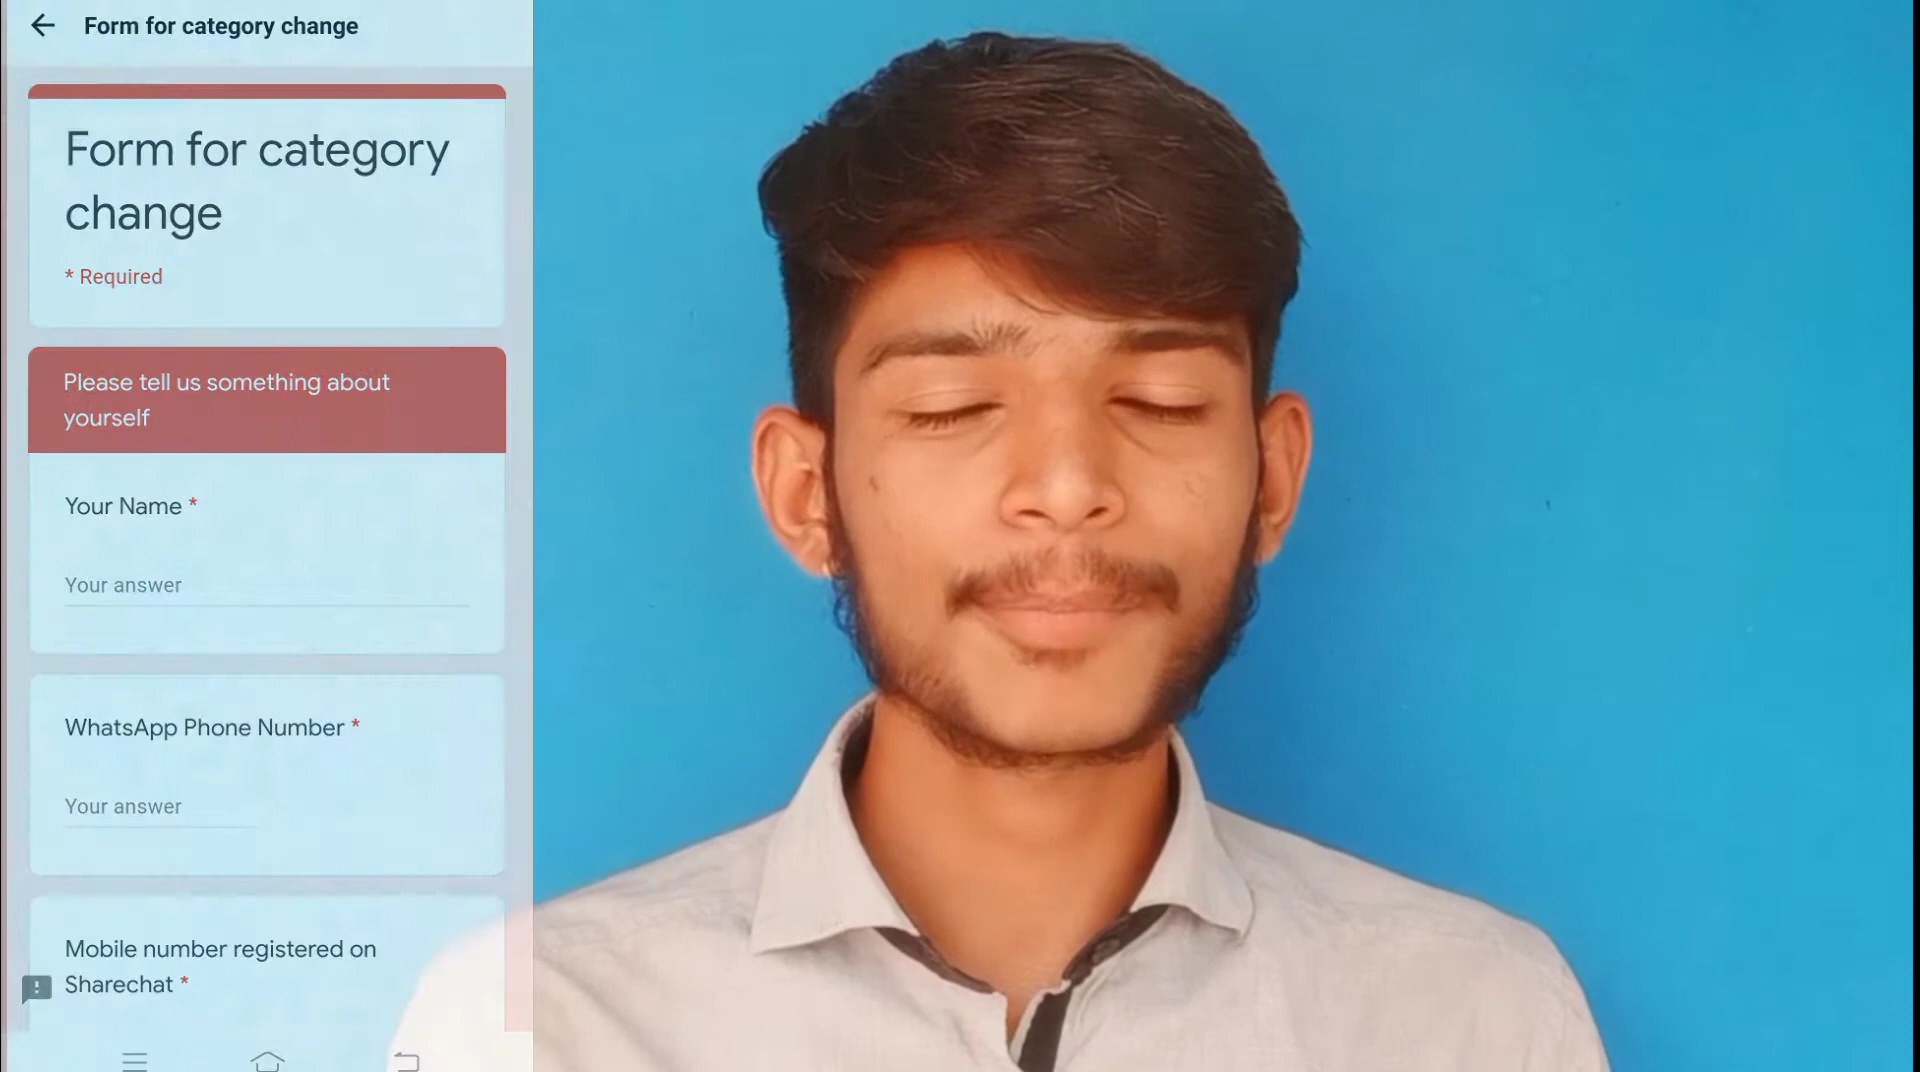 Form for category change
Form for category
change
* Required
Please tell us something about
yourself
Your Name *
Your answer
WhatsApp Phone Number *
Your answer
Mobile number registered on
Sharechat *